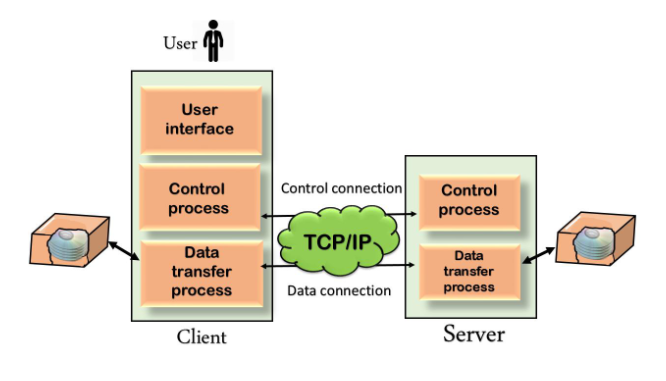 User
User
interface
Control
process
Data
transfer
process
Client
Control connection
TCP/IP
Data connection
Control
process
Data
transfer
process
Server